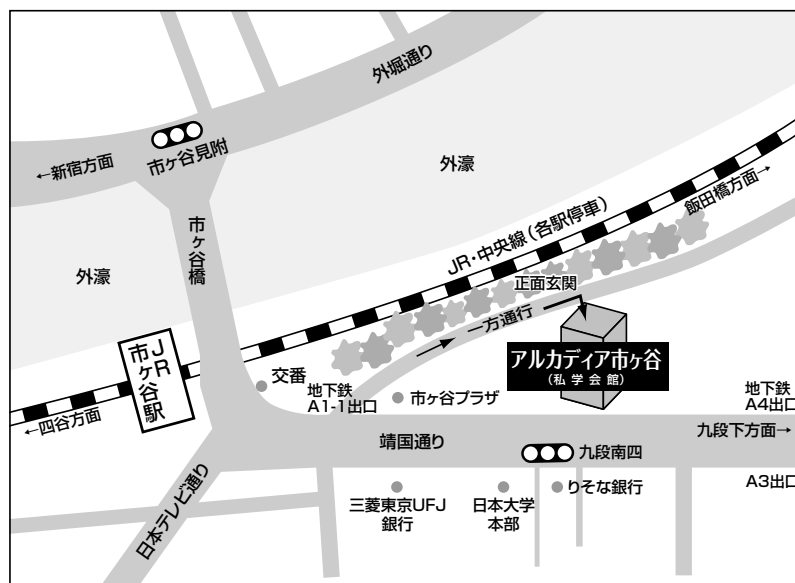 外堀通り
市ヶ谷見附
←新宿方面
外濠
飯田橋方面→
市ヶ谷橋
JR・中央線(各駅停車)
外濠
正面玄関
一方通行
JR
市ヶ谷駅
アルカディア市ヶ谷
(私学会館)
交番
地下鉄
A1-1出口
市ヶ谷プラザ
地下鉄
A4出口
←四谷方面
靖国通り
九段南四
九段下方面→
日本テレビ通り
三菱東京UFJ
銀行
日本大学
本部
りそな銀行
A3出口